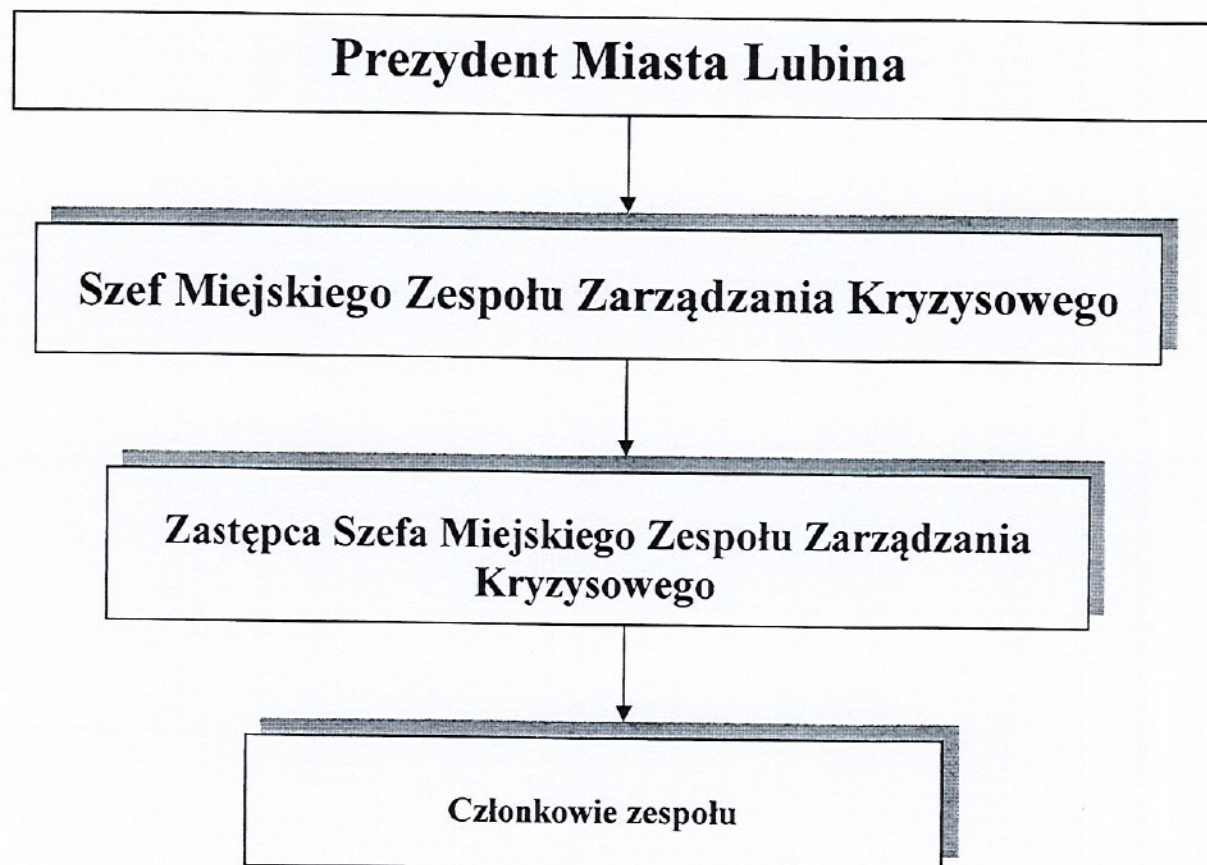 Prezydent Miasta Lubina
Szef Miejskiego Zespołu Zarządzania Kryzysowego
Zastępca Szefa Miejskiego Zespołu Zarządzania
Kryzysowego
Członkowie zespołu